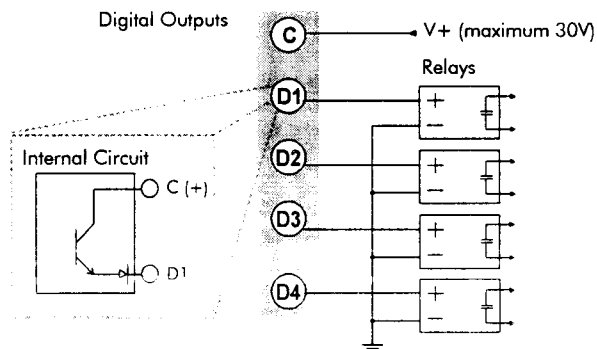 Digital Outputs
C
V+ (maximum 30V)
Relays
D1
+
−
Internal Circuit
C (+)
D1
D2
+
−
D3
+
−
D4
+
−